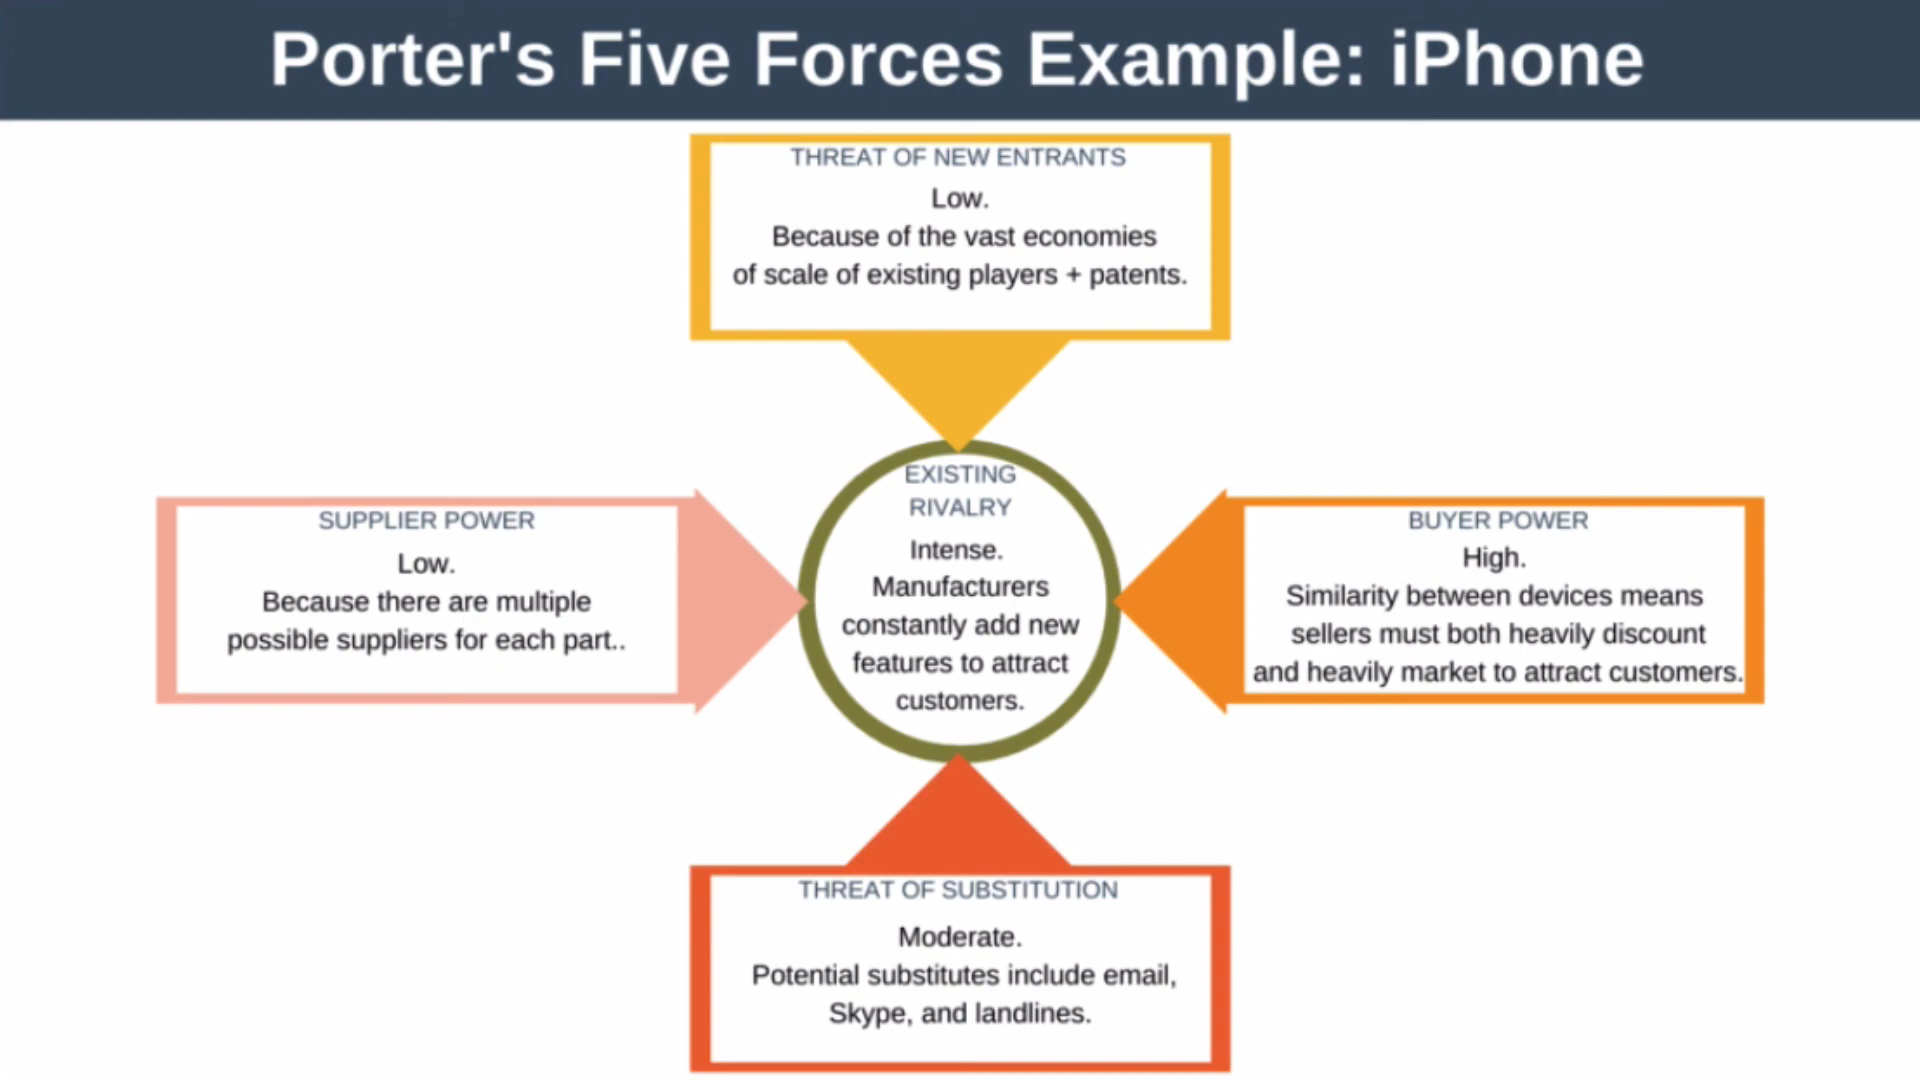 Porter's Five Forces Example: iPhone
THREAT OF NEW ENTRANTS
Low.
Because of the vast economies
of scale of existing players + patents.
SUPPLIER POWER
Low.
Because there are multiple
possible suppliers for each part..
EXISTING
RIVALRY
Intense.
Manufacturers
constantly add new
features to attract
customers.
BUYER POWER
High.
Similarity between devices means
sellers must both heavily discount
and heavily market to attract customers.
THREAT OF SUBSTITUTION
Moderate.
Potential substitutes include email,
Skype, and landlines.